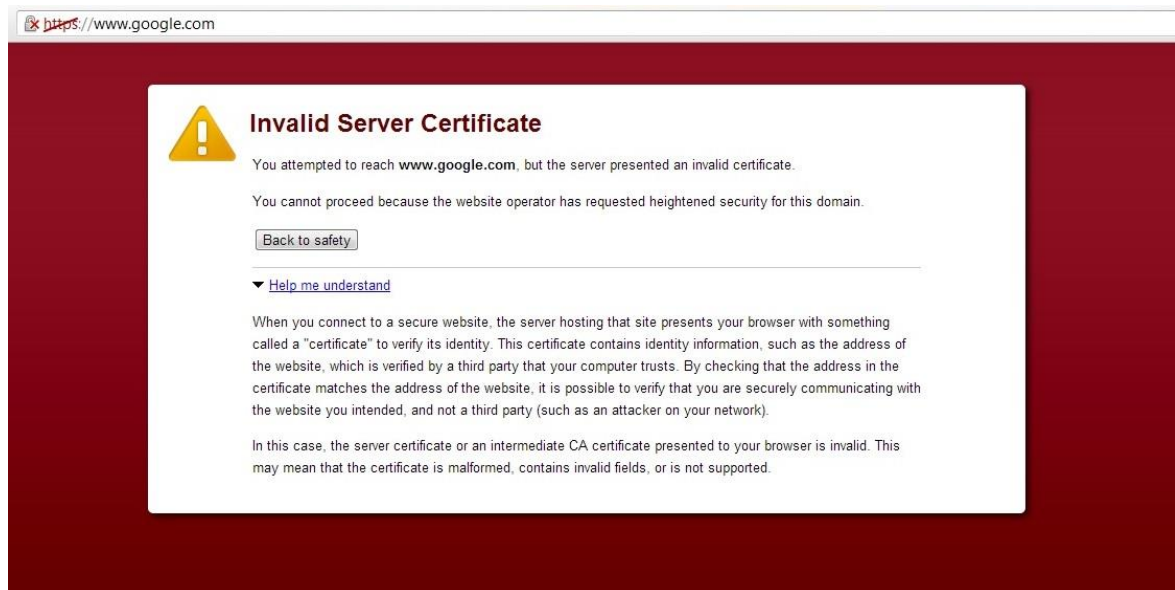 https://www.google.com
Invalid Server Certificate
You attempted to reach www.google.com, but the server presented an invalid certificate.
You cannot proceed because the website operator has requested heightened security for this domain.
Back to safety
Help me understand
When you connect to a secure website, the server hosting that site presents your browser with something
called a "certificate" to verify its identity. This certificate contains identity information, such as the address of
the website, which is verified by a third party that your computer trusts. By checking that the address in the
certificate matches the address of the website, it is possible to verify that you are securely communicating with
the website you intended, and not a third party (such as an attacker on your network).
In this case, the server certificate or an intermediate CA certificate presented to your browser is invalid. This
may mean that the certificate is malformed, contains invalid fields, or is not supported.